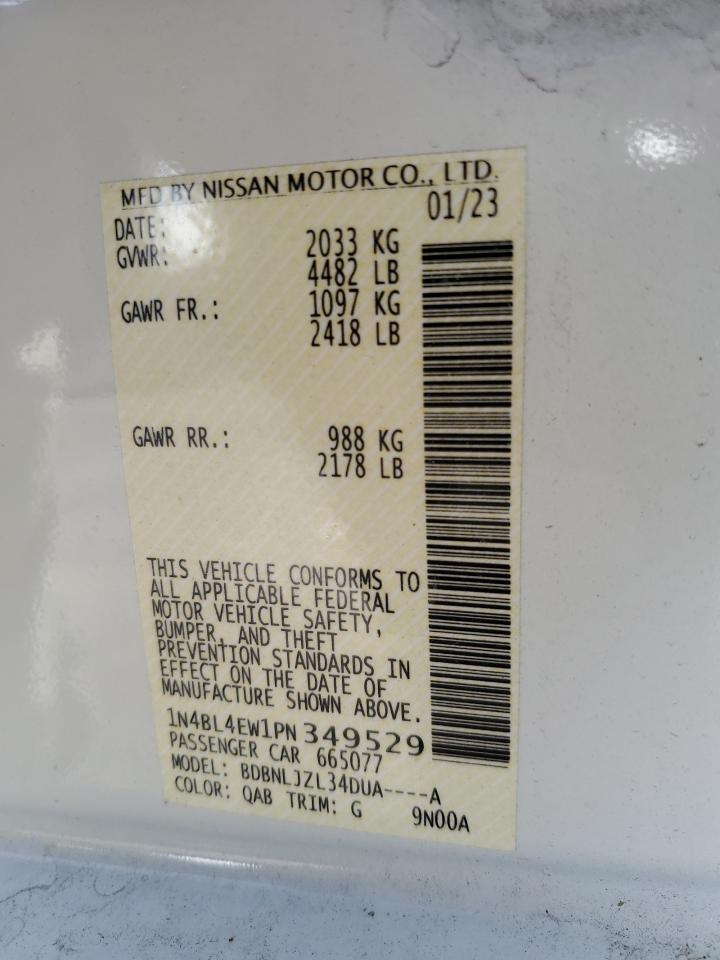 MFD BY NISSAN MOTOR CO., LTD.
DATE: 01/23
GVWR: 2033 KG
4482 LB
GAWR FR.: 1097 KG
2418 LB
GAWR RR.: 988 KG
2178 LB
THIS VEHICLE CONFORMS TO
ALL APPLICABLE FEDERAL
MOTOR VEHICLE SAFETY,
BUMPER, AND THEFT
PREVENTION STANDARDS IN
EFFECT ON THE DATE OF
MANUFACTURE SHOWN ABOVE.
1N4BL4EW1PN349529
PASSENGER CAR 665077
MODEL: BDBNLJZL34DUA----A
COLOR: QAB TRIM: G 9N00A